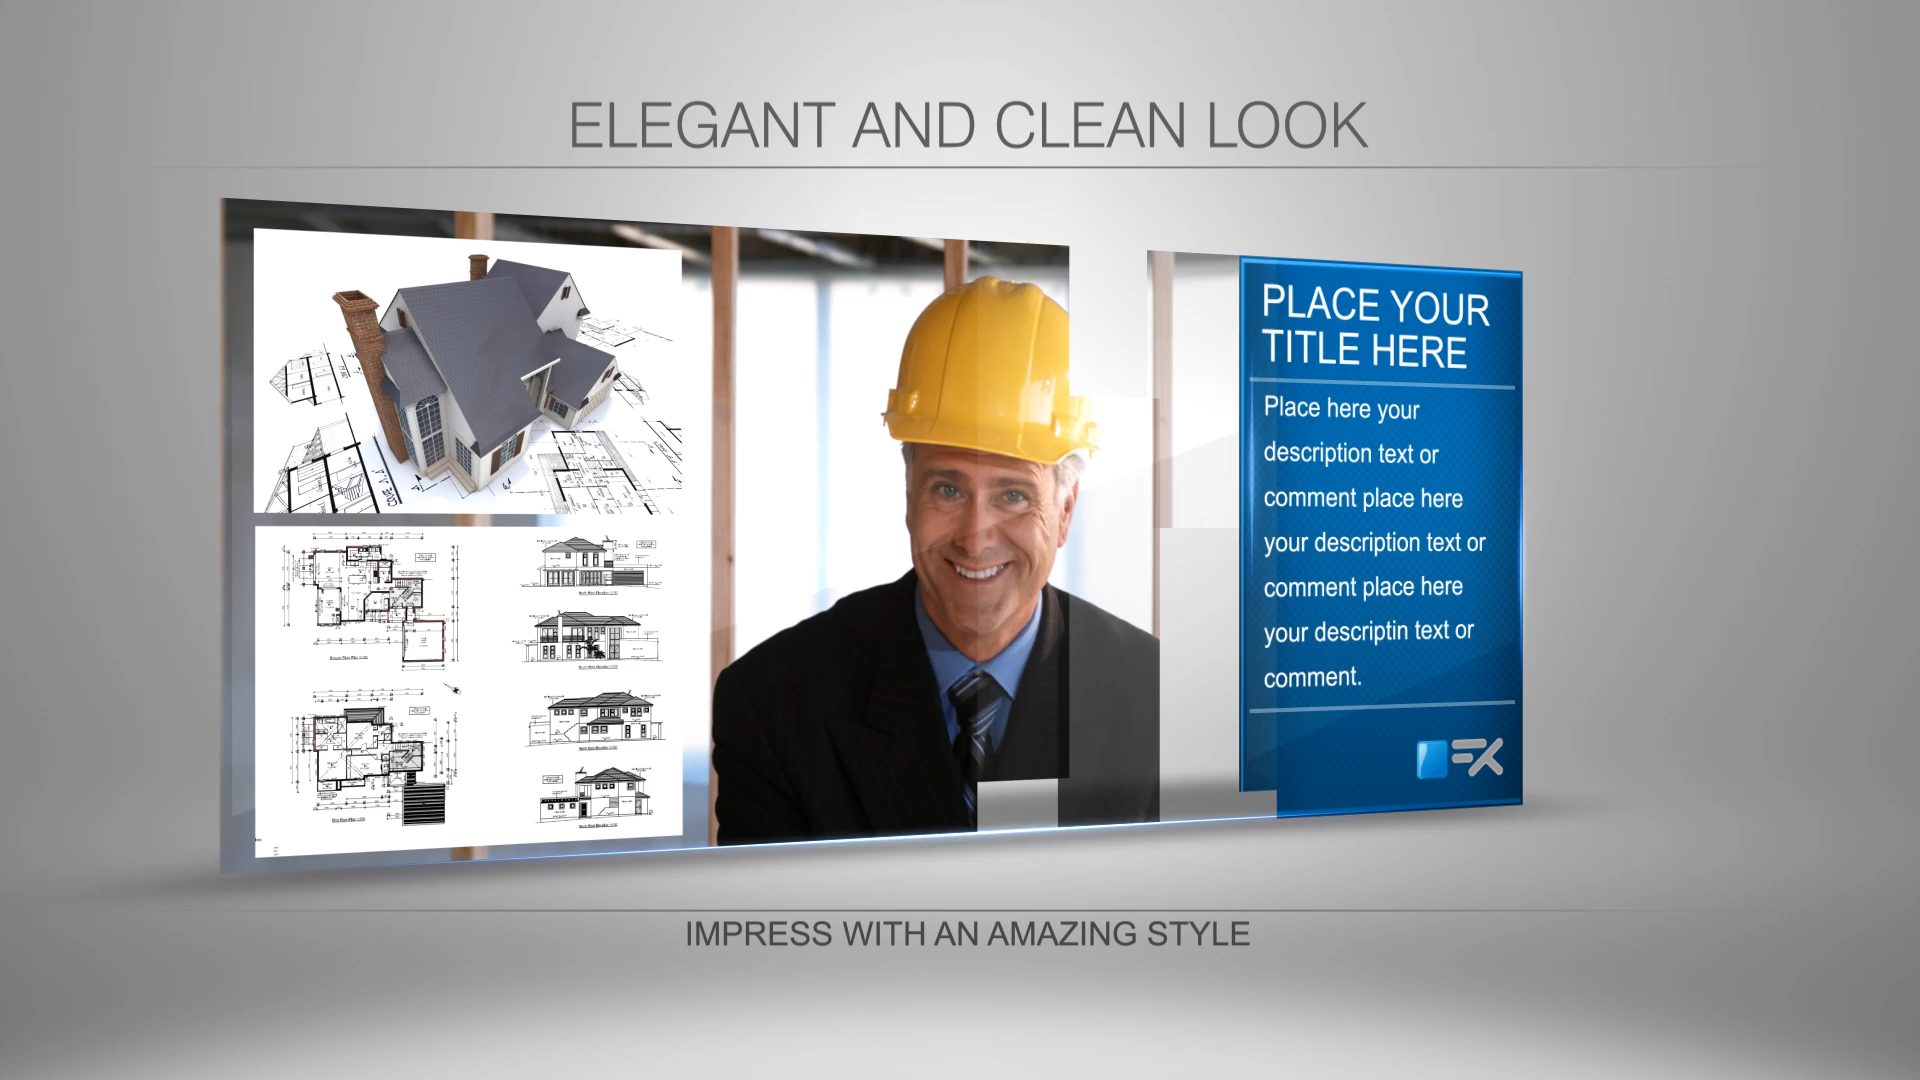 ELEGANT AND CLEAN LOOK
PLACE YOUR
TITLE HERE
Place here your
description text or
comment place here
your description text or
comment place here
your descriptin text or
comment.
FX
IMPRESS WITH AN AMAZING STYLE